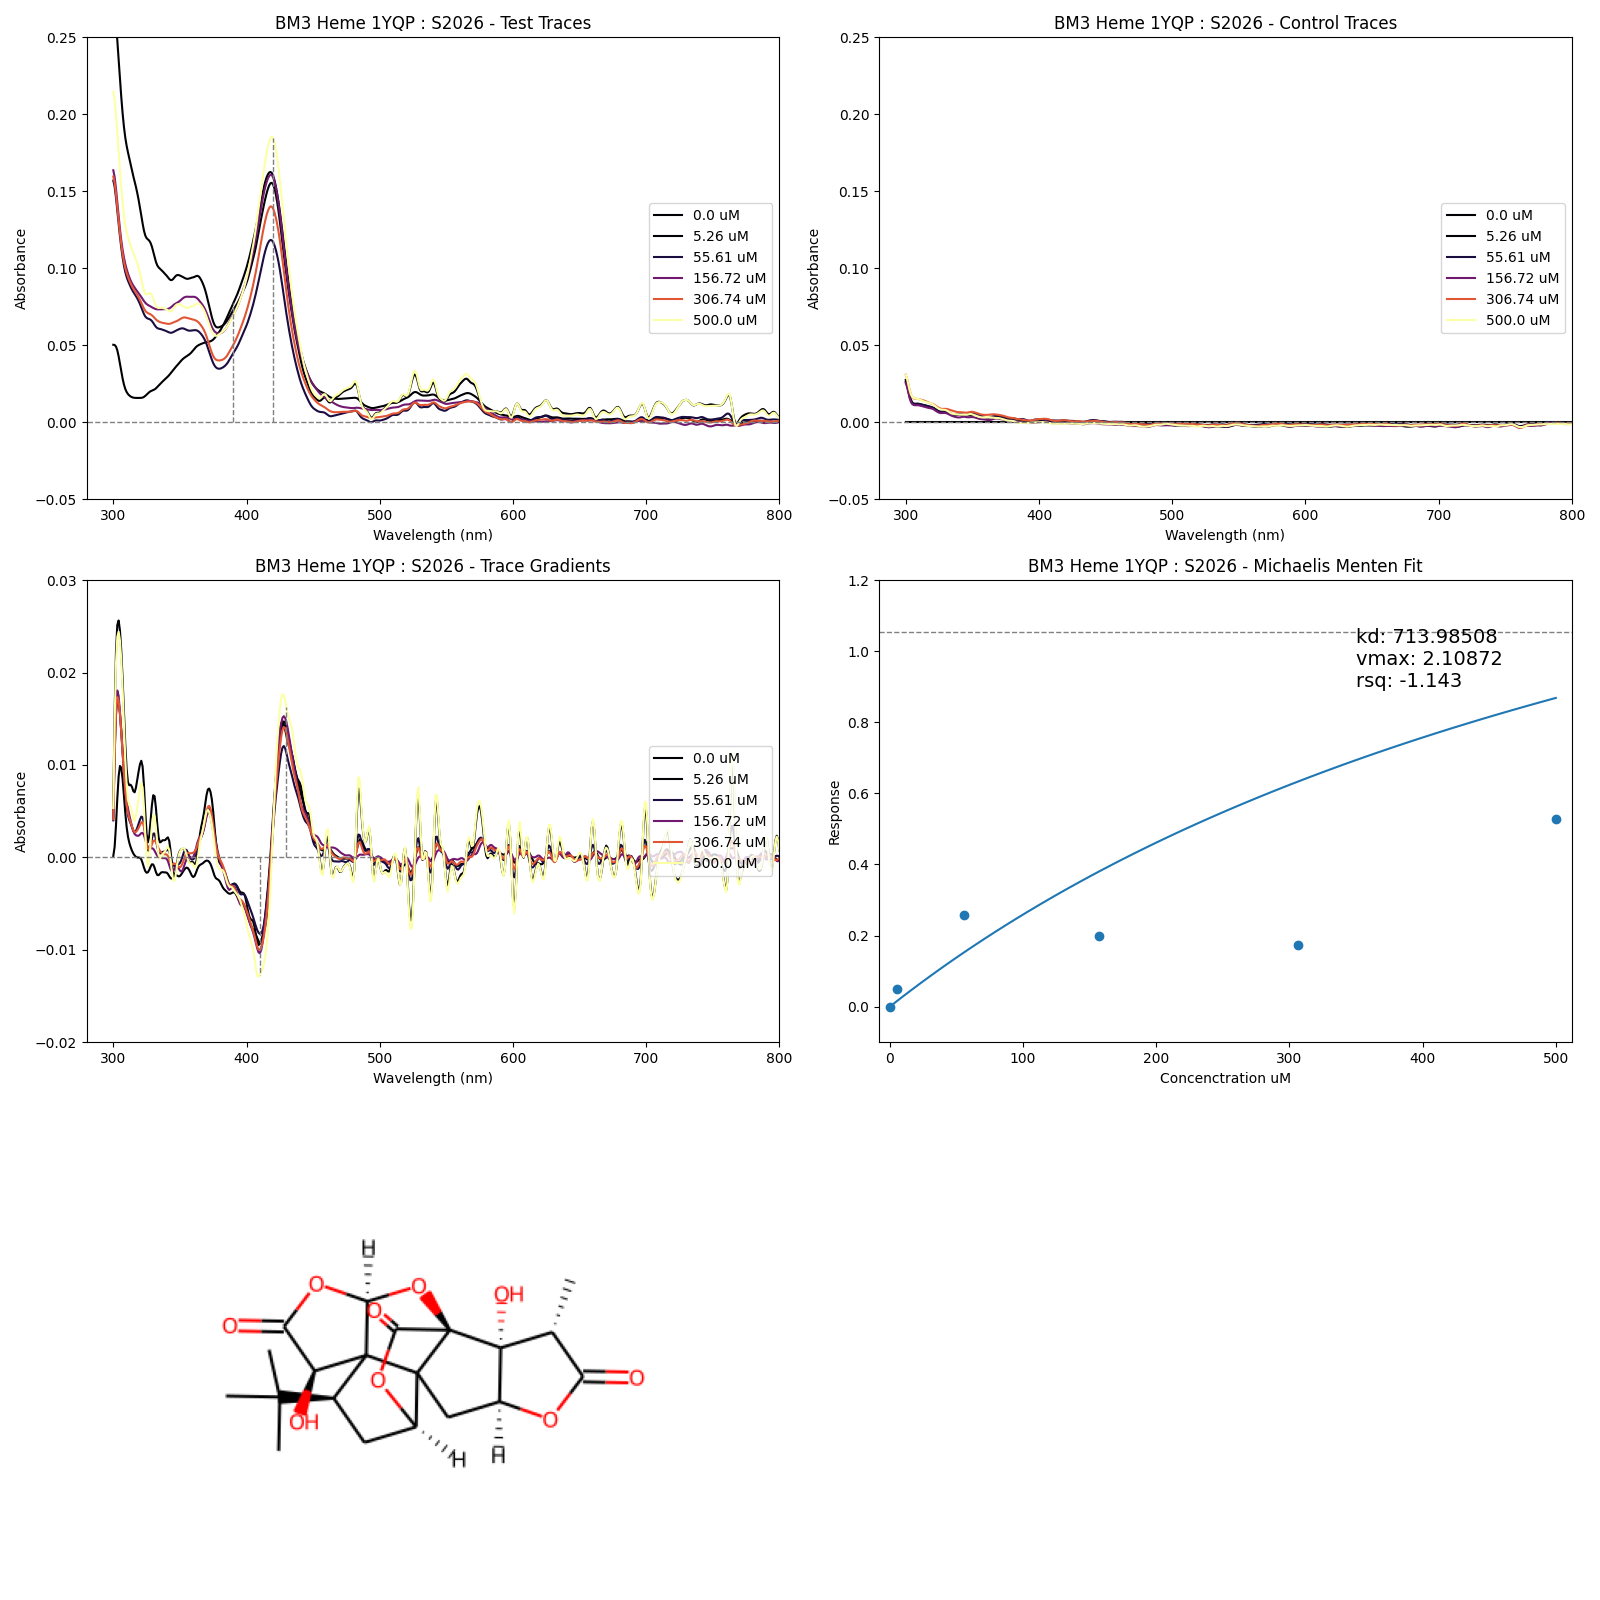 BM3 Heme 1YQP : S2026 - Test Traces
0.25
0.20
0.15
0.10
0.05
0.00
−0.05
Absorbance
300
400
500
600
700
800
Wavelength (nm)
0.0 uM
5.26 uM
55.61 uM
156.72 uM
306.74 uM
500.0 uM
BM3 Heme 1YQP : S2026 - Control Traces
0.25
0.20
0.15
0.10
0.05
0.00
−0.05
Absorbance
300
400
500
600
700
800
Wavelength (nm)
0.0 uM
5.26 uM
55.61 uM
156.72 uM
306.74 uM
500.0 uM
BM3 Heme 1YQP : S2026 - Trace Gradients
0.03
0.02
0.01
0.00
−0.01
−0.02
Absorbance
300
400
500
600
700
800
Wavelength (nm)
0.0 uM
5.26 uM
55.61 uM
156.72 uM
306.74 uM
500.0 uM
BM3 Heme 1YQP : S2026 - Michaelis Menten Fit
1.2
1.0
0.8
0.6
0.4
0.2
0.0
Response
0
100
200
300
400
500
Concenctration uM
kd: 713.98508
vmax: 2.10872
rsq: -1.143
H
O
O
OH
O
O
O
O
O
OH
H
H